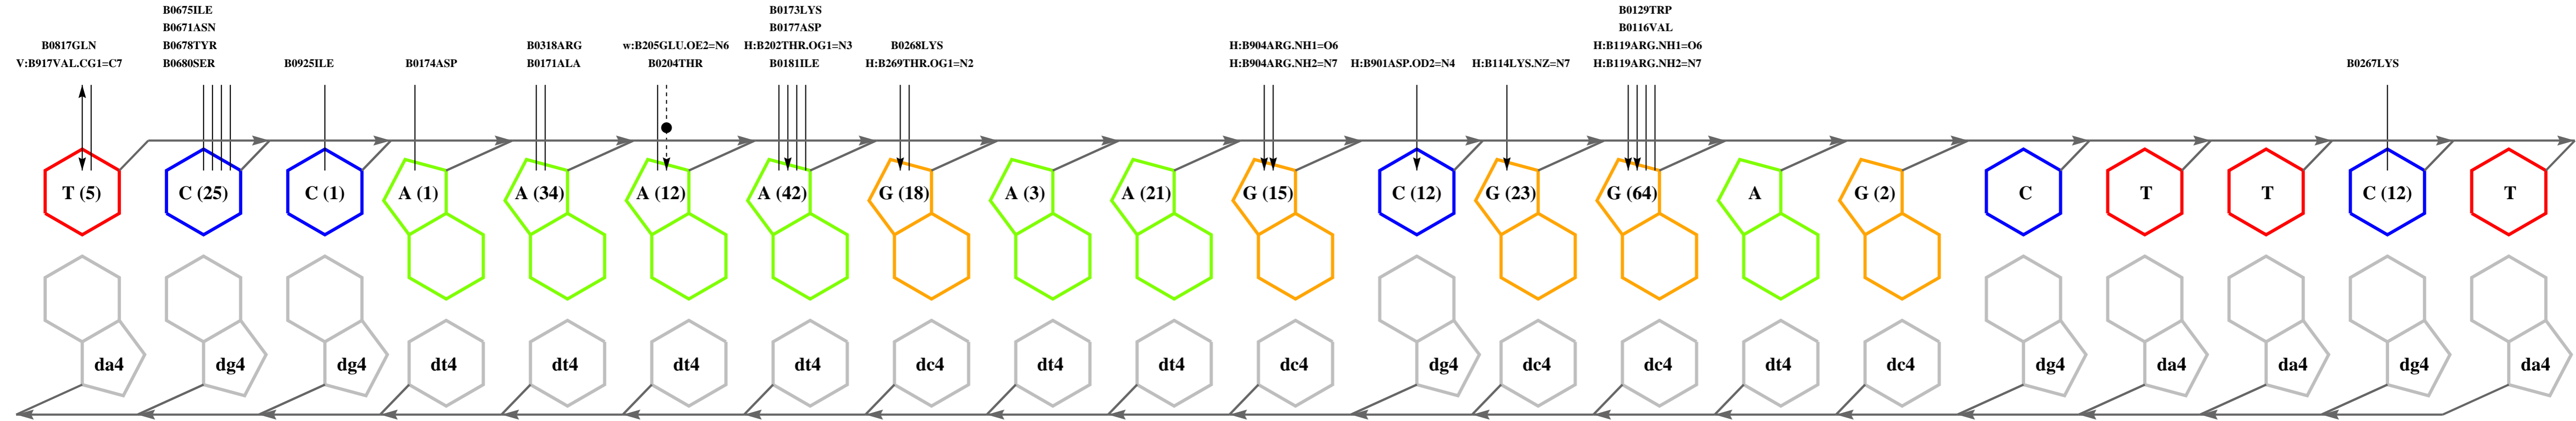 B0675ILE B0173LYS B0129TRP
B0671ASN B0177ASP B0116VAL
B0817GLN B0678TYR B0318ARG w:B205GLU.OE2=N6 H:B202THR.OG1=N3 B0268LYS H:B904ARG.NH1=O6 H:B119ARG.NH1=O6
V:B917VAL.CG1=C7 B0680SER B0925ILE B0174ASP B0171ALA B0204THR B0181ILE H:B269THR.OG1=N2 H:B904ARG.NH2=N7 H:B901ASP.OD2=N4 H:B114LYS.NZ=N7 H:B119ARG.NH2=N7 B0267LYS
T (5) C (25) C (1) A (1) A (34) A (12) A (42) G (18) A (3) A (21) G (15) C (12) G (23) G (64) A G (2) C T T C (12) T
da4 dg4 dg4 dt4 dt4 dt4 dt4 dc4 dt4 dt4 dc4 dg4 dc4 dc4 dt4 dc4 dg4 da4 da4 dg4 da4